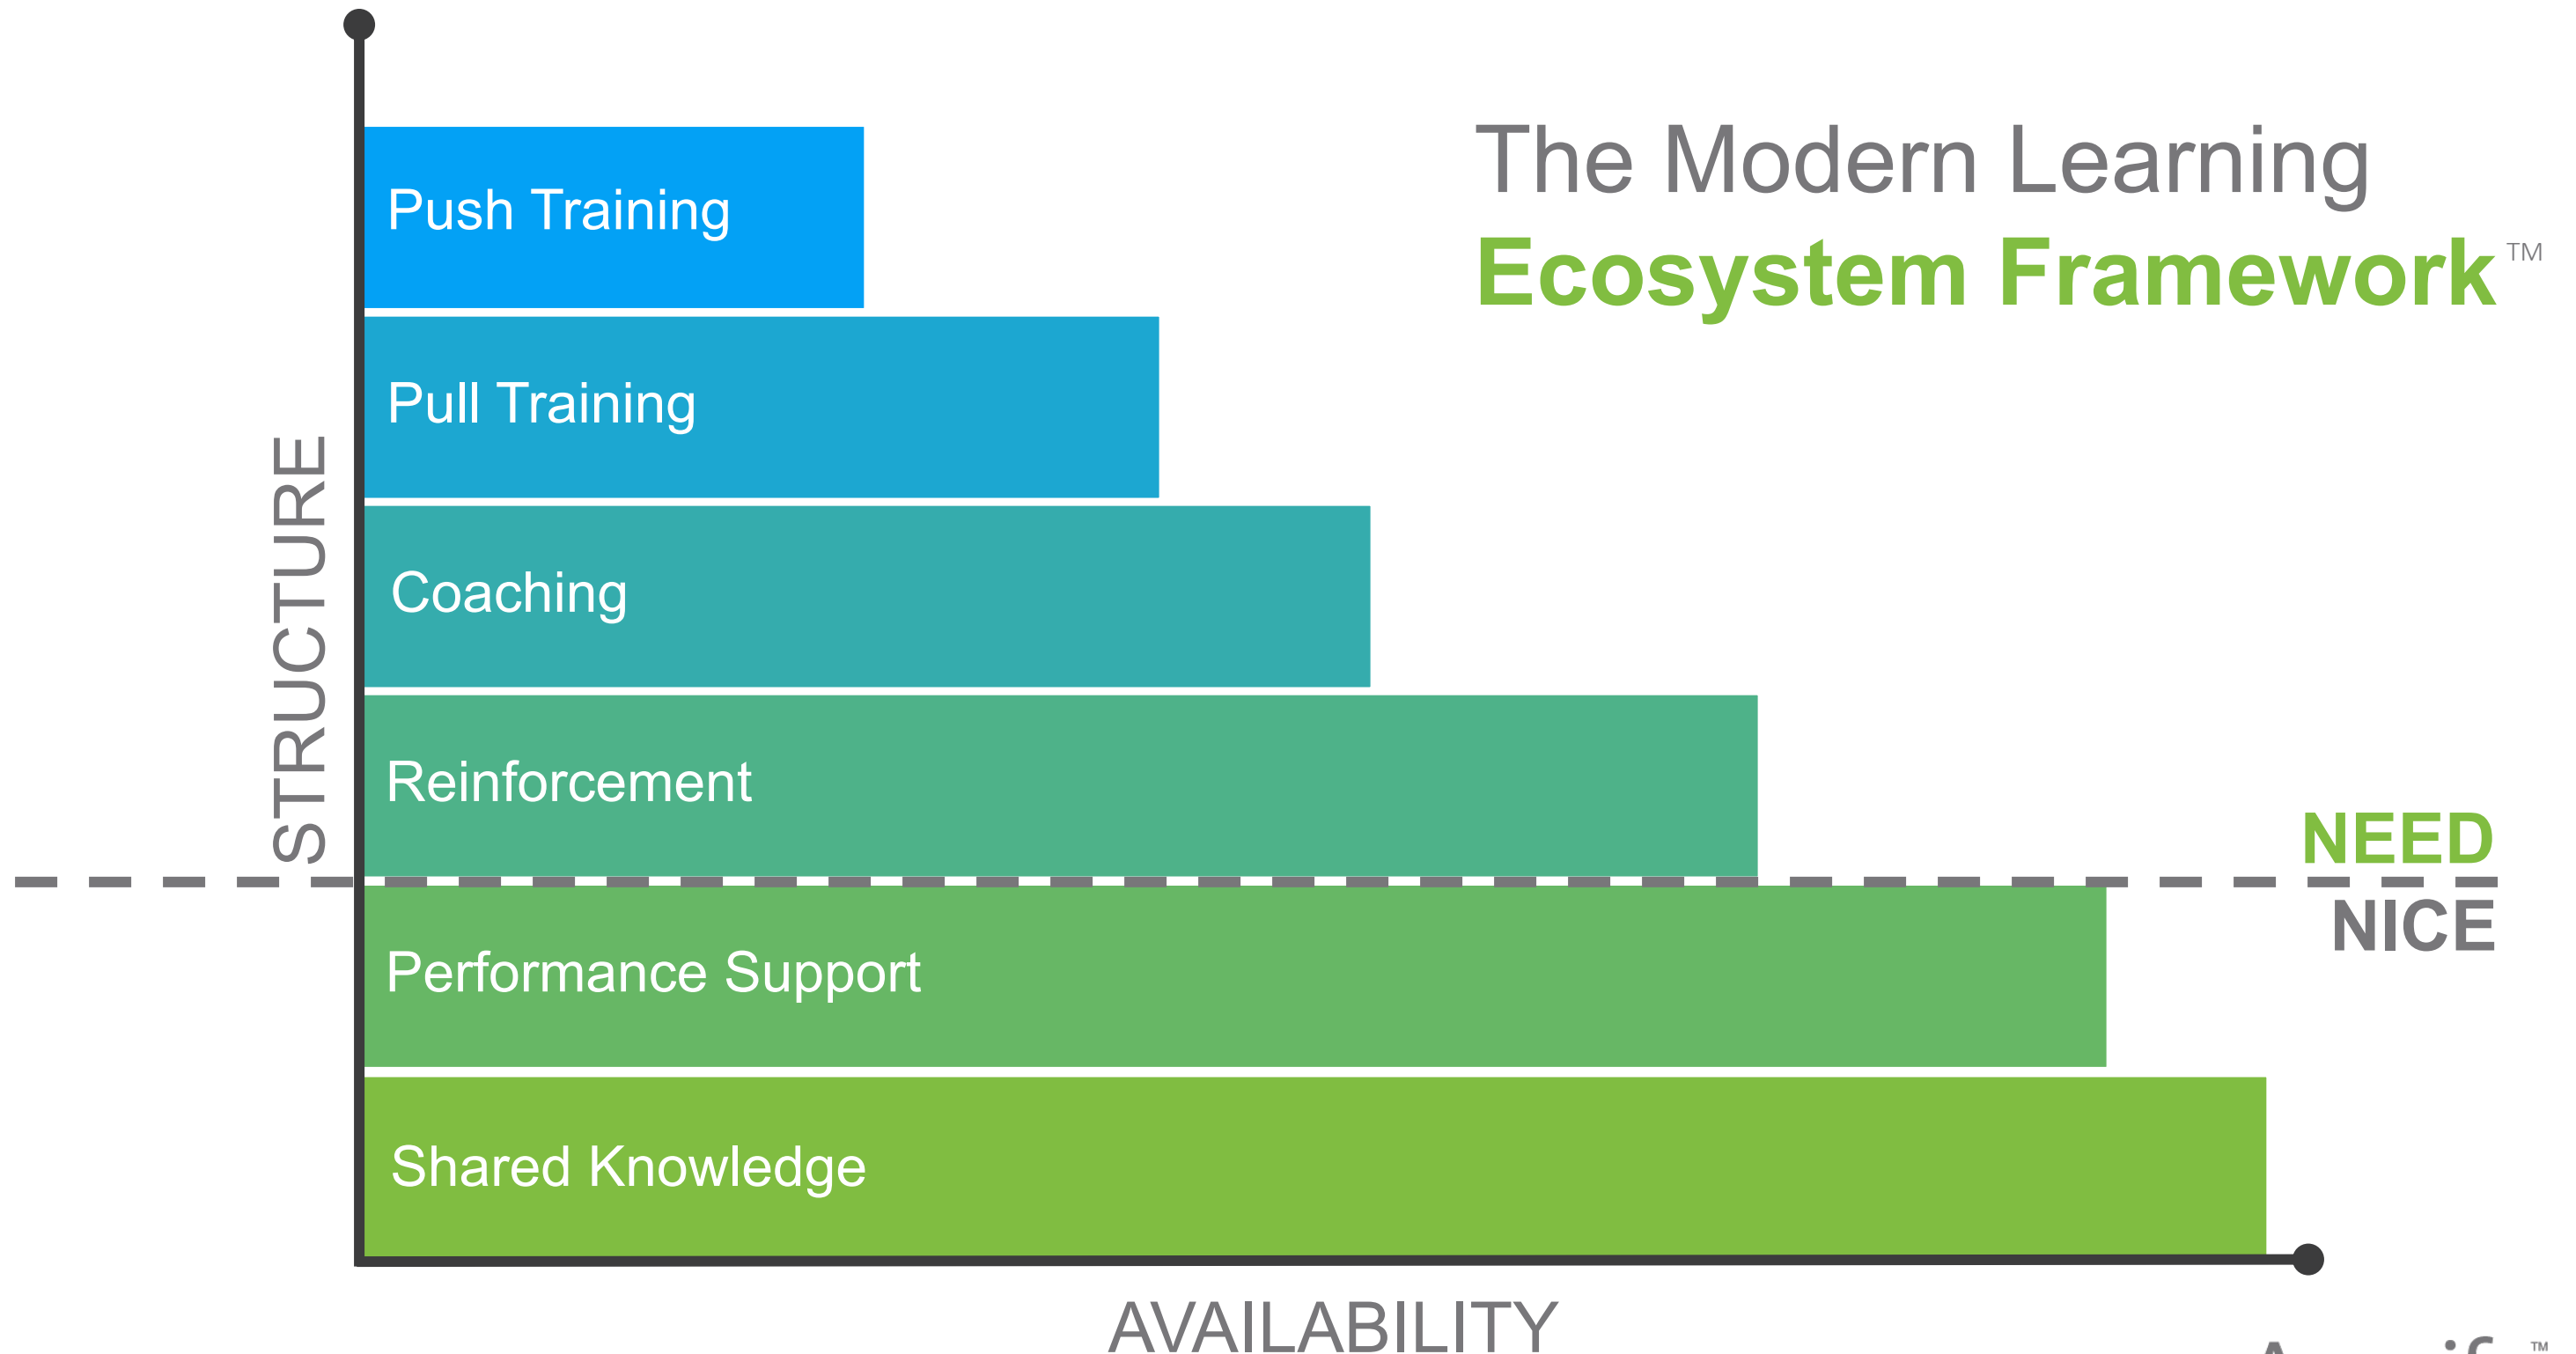 The Modern Learning
Ecosystem Framework™
Push Training
Pull Training
Coaching
Reinforcement
Performance Support
Shared Knowledge
STRUCTURE
NEED
NICE
AVAILABILITY
™